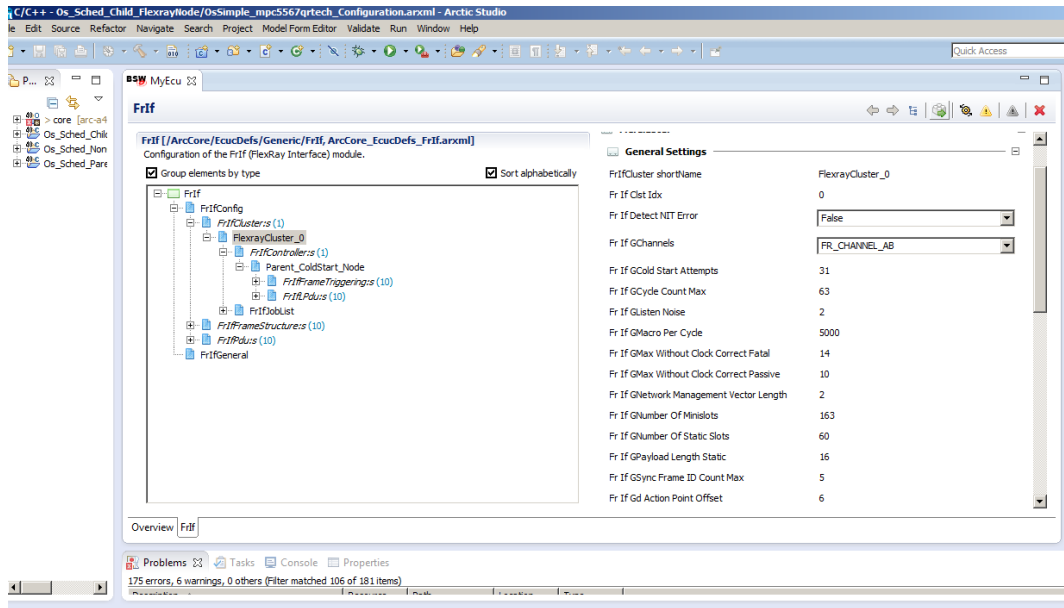 C/C++ - Os_Sched_Child_FlexrayNode/OsSimple_mpc5567qrtech_Configuration.arxml - Arctic Studio
le Edit Source Refactor Navigate Search Project Model Form Editor Validate Run Window Help
Quick Access
P...
BSW MyEcu
FrIf
> core [arc-a4
Os_Sched_Chil
Os_Sched_Non
Os_Sched_Pare
FrIf [/ArcCore/EcucDefs/Generic/FrIf, ArcCore_EcucDefs_FrIf.arxml]
Configuration of the FrIf (FlexRay Interface) module.
Group elements by type Sort alphabetically
FrIf
FrIfConfig
FrIfCluster:s (1)
FlexrayCluster_0
FrIfController:s (1)
Parent_ColdStart_Node
FrIfFrameTriggering:s (10)
FrIfLPdu:s (10)
FrIfJobList
FrIfFrameStructure:s (10)
FrIfPdu:s (10)
FrIfGeneral
General Settings
FrIfCluster shortName FlexrayCluster_0
Fr If Clst Idx 0
Fr If Detect NIT Error False
Fr If GChannels FR_CHANNEL_AB
Fr If GCold Start Attempts 31
Fr If GCycle Count Max 63
Fr If GListen Noise 2
Fr If GMacro Per Cycle 5000
Fr If GMax Without Clock Correct Fatal 14
Fr If GMax Without Clock Correct Passive 10
Fr If GNetwork Management Vector Length 2
Fr If GNumber Of Minislots 163
Fr If GNumber Of Static Slots 60
Fr If GPayload Length Static 16
Fr If GSync Frame ID Count Max 5
Fr If Gd Action Point Offset 6
Overview FrIf
Problems Tasks Console Properties
175 errors, 6 warnings, 0 others (Filter matched 106 of 181 items)
Description Resource Path Location Type